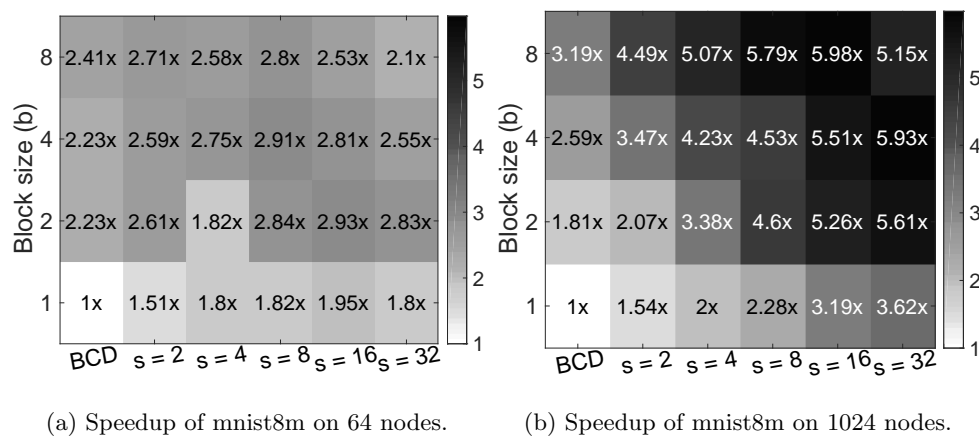 Block size (b)
8 2.41x 2.71x 2.58x 2.8x 2.53x 2.1x
4 2.23x 2.59x 2.75x 2.91x 2.81x 2.55x
2 2.23x 2.61x 1.82x 2.84x 2.93x 2.83x
1 1x 1.51x 1.8x 1.82x 1.95x 1.8x
BCD s = 2 s = 4 s = 8 s = 16 s = 32
5
4
3
2
1
(a) Speedup of mnist8m on 64 nodes.
Block size (b)
8 3.19x 4.49x 5.07x 5.79x 5.98x 5.15x
4 2.59x 3.47x 4.23x 4.53x 5.51x 5.93x
2 1.81x 2.07x 3.38x 4.6x 5.26x 5.61x
1 1x 1.54x 2x 2.28x 3.19x 3.62x
BCD s = 2 s = 4 s = 8 s = 16 s = 32
5
4
3
2
1
(b) Speedup of mnist8m on 1024 nodes.